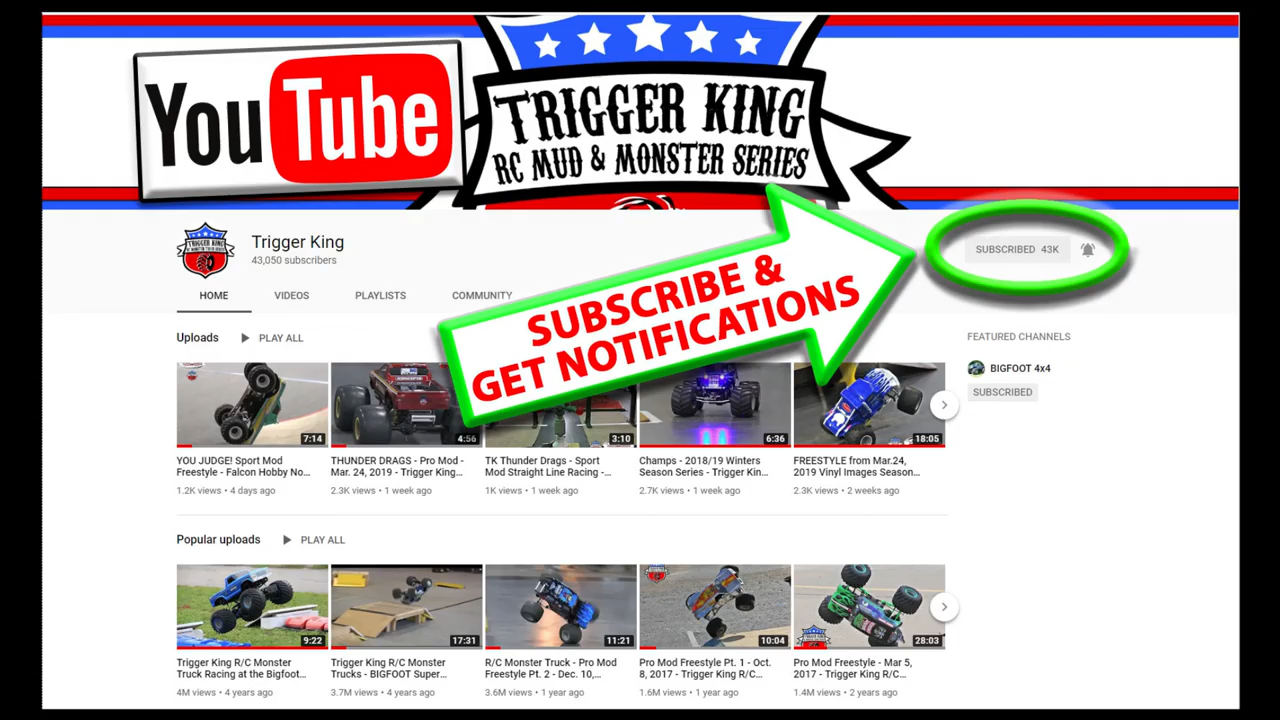 YouTube
TRIGGER KING
RC MUD & MONSTER SERIES
Trigger King
43,050 subscribers
SUBSCRIBED 43K
HOME VIDEOS PLAYLISTS COMMUNITY
SUBSCRIBE &
GET NOTIFICATIONS
Uploads PLAY ALL
FEATURED CHANNELS
BIGFOOT 4x4
SUBSCRIBED
7:14 4:56 3:10 6:36 18:05
YOU JUDGE! Sport Mod
Freestyle - Falcon Hobby No...
1.2K views • 4 days ago
THUNDER DRAGS - Pro Mod -
Mar. 24, 2019 - Trigger King...
2.3K views • 1 week ago
TK Thunder Drags - Sport
Mod Straight Line Racing -...
1K views • 1 week ago
Champs - 2018/19 Winters
Season Series - Trigger Kin...
2.7K views • 1 week ago
FREESTYLE from Mar.24,
2019 Vinyl Images Season...
2.3K views • 2 weeks ago
Popular uploads PLAY ALL
9:22 17:31 11:21 10:04 28:03
Trigger King R/C Monster
Truck Racing at the Bigfoot...
4M views • 4 years ago
Trigger King R/C Monster
Trucks - BIGFOOT Super...
3.7M views • 4 years ago
R/C Monster Truck - Pro Mod
Freestyle Pt. 2 - Dec. 10,...
3.6M views • 1 year ago
Pro Mod Freestyle Pt. 1 - Oct.
8, 2017 - Trigger King R/C...
1.6M views • 1 year ago
Pro Mod Freestyle - Mar 5,
2017 - Trigger King R/C...
1.4M views • 2 years ago